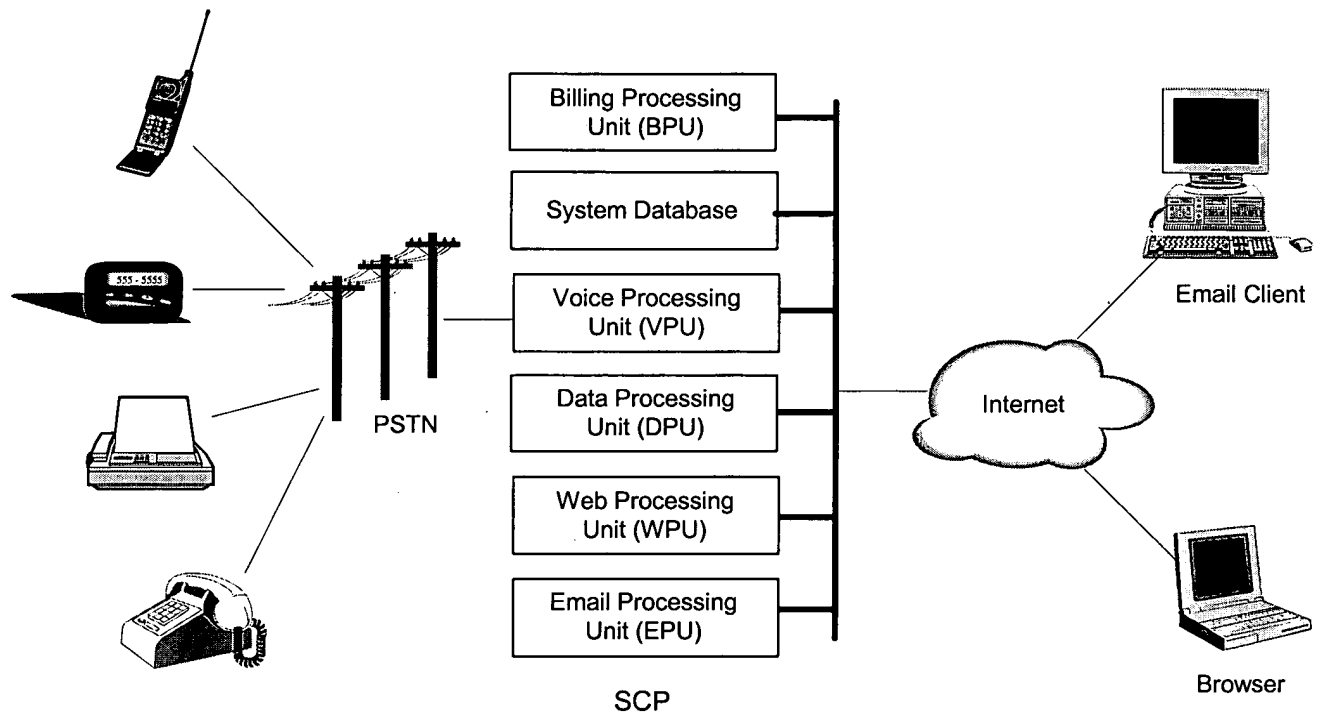 Billing Processing
Unit (BPU)
System Database
555 - 5555
Voice Processing
Unit (VPU)
Email Client
PSTN
Data Processing
Unit (DPU)
Internet
Web Processing
Unit (WPU)
Email Processing
Unit (EPU)
Browser
SCP